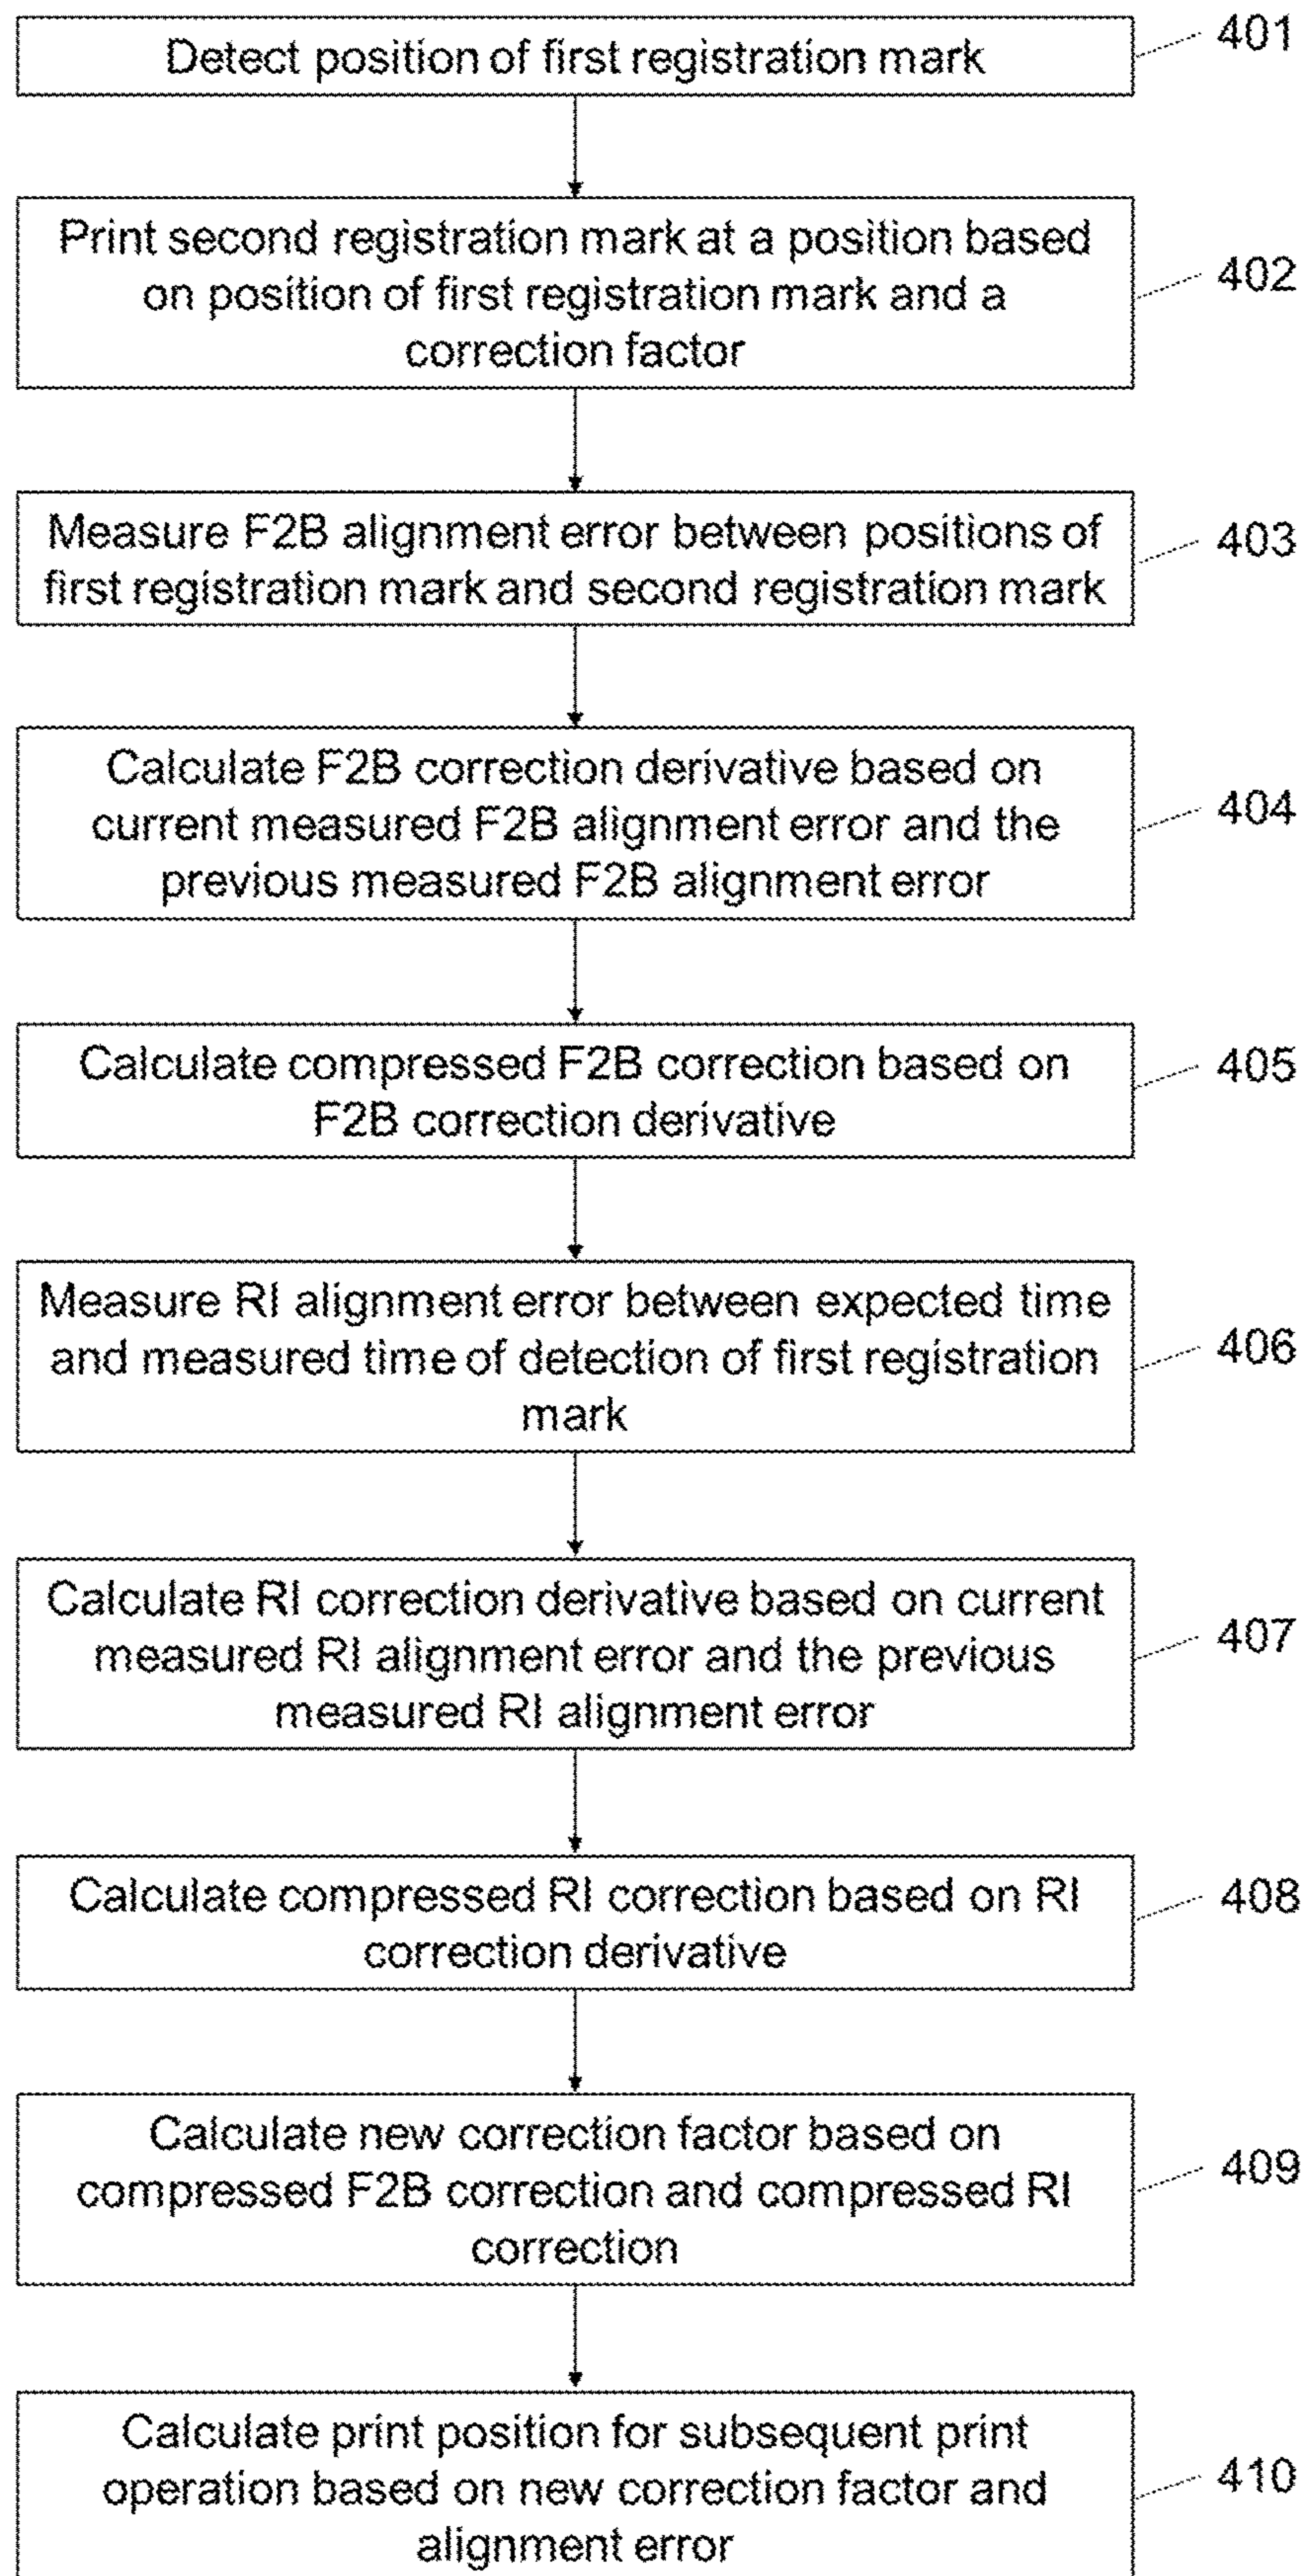 Detect position of first registration mark
401
Print second registration mark at a position based
on position of first registration mark and a
correction factor
402
Measure F2B alignment error between positions of
first registration mark and second registration mark
403
Calculate F2B correction derivative based on
current measured F2B alignment error and the
previous measured F2B alignment error
404
Calculate compressed F2B correction based on
F2B correction derivative
405
Measure RI alignment error between expected time
and measured time of detection of first registration
mark
406
Calculate RI correction derivative based on current
measured RI alignment error and the previous
measured RI alignment error
407
Calculate compressed RI correction based on RI
correction derivative
408
Calculate new correction factor based on
compressed F2B correction and compressed RI
correction
409
Calculate print position for subsequent print
operation based on new correction factor and
alignment error
410